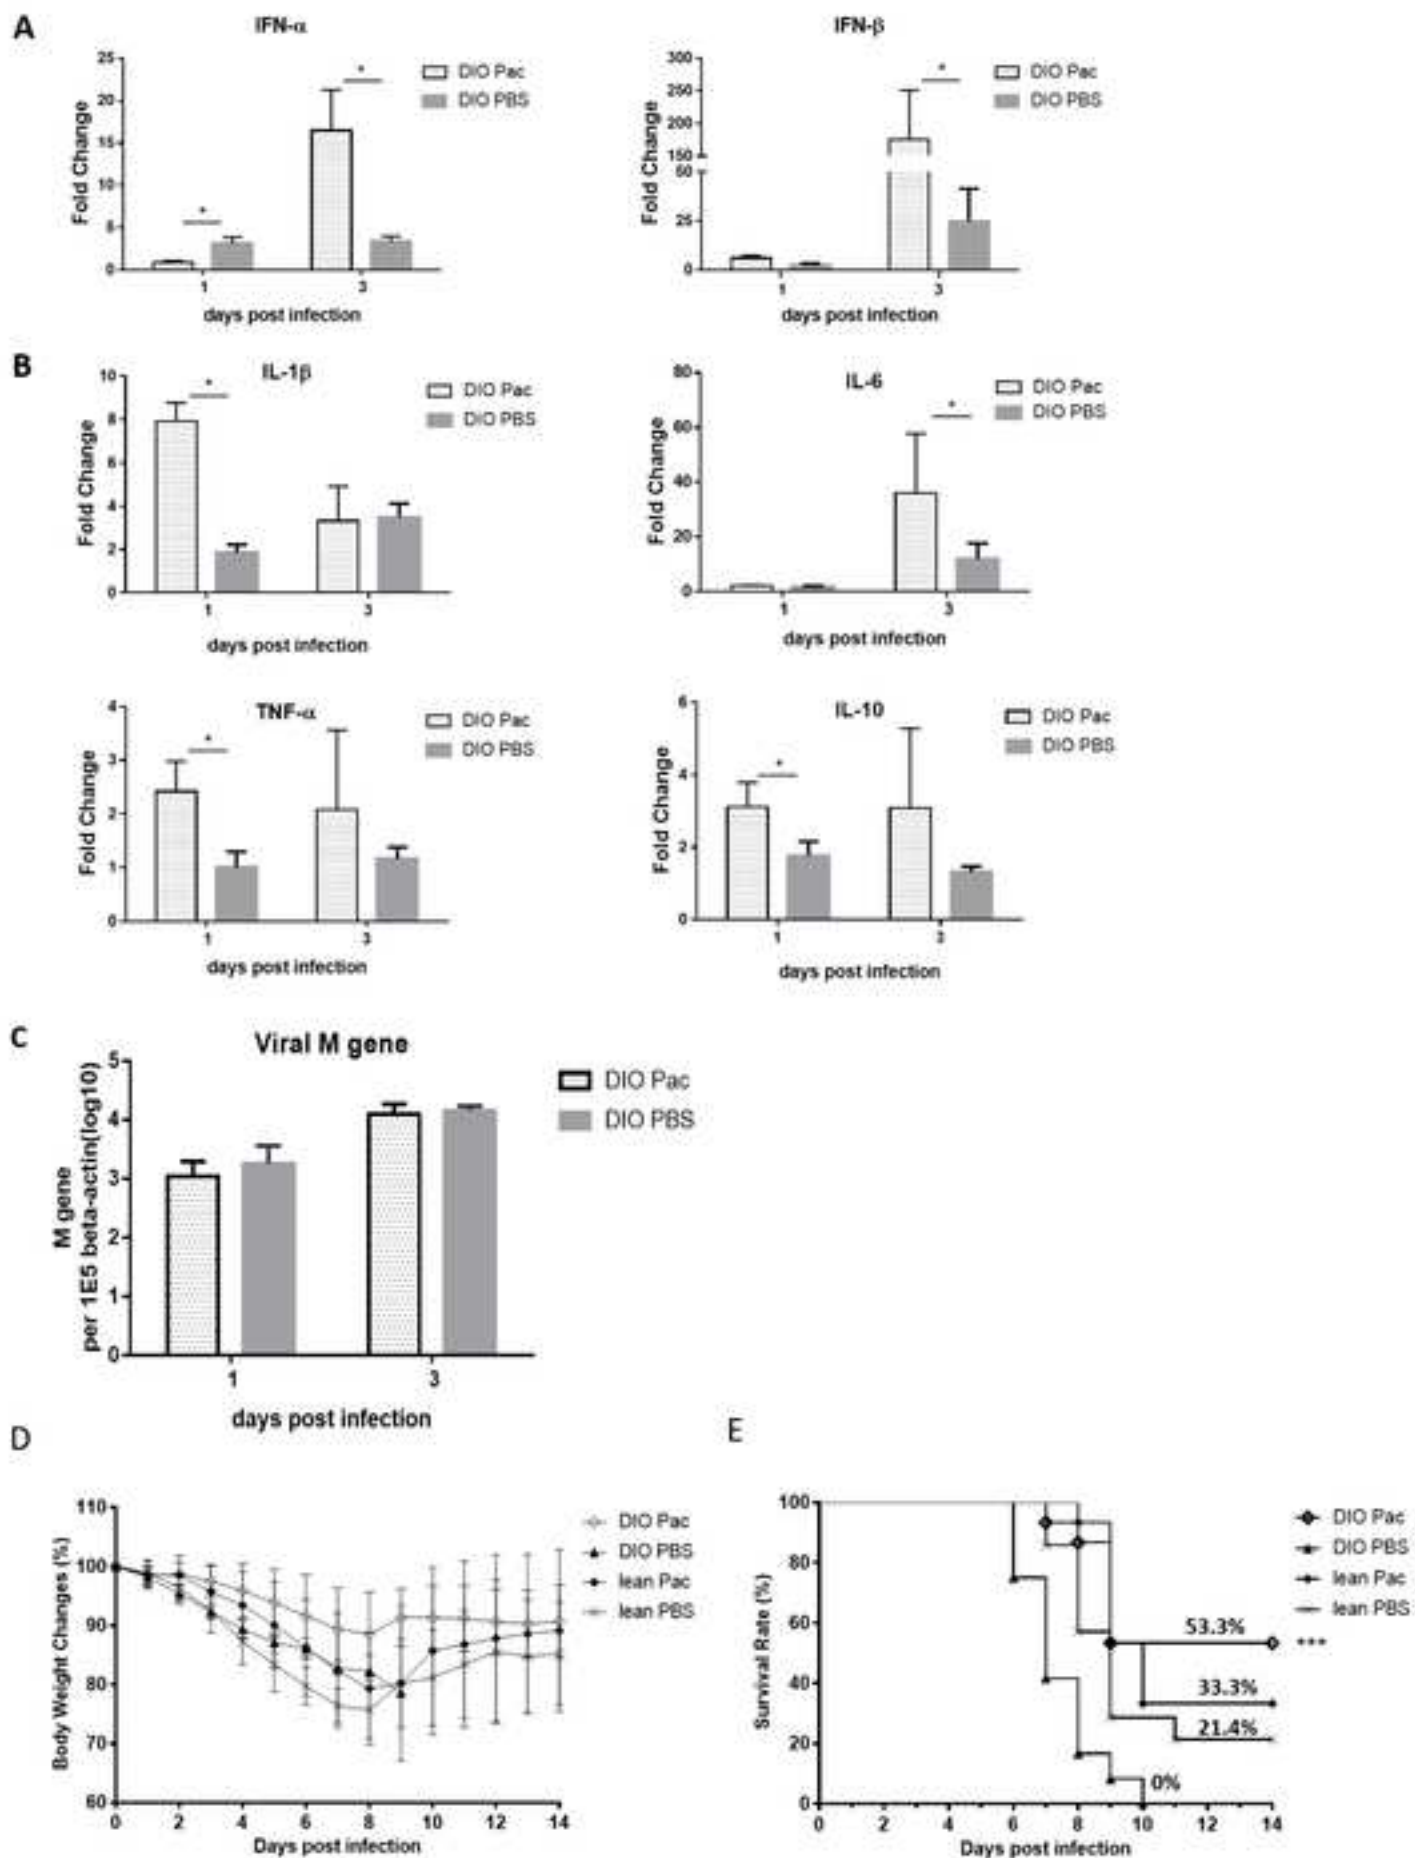 A
IFN-α
25
20
15
10
5
0
Fold Change
*
*
DIO Pac
DIO PBS
1
3
days post infection
IFN-β
300
250
200
150
50
25
0
Fold Change
*
DIO Pac
DIO PBS
1
3
days post infection
B
IL-1β
10
8
6
4
2
0
Fold Change
*
DIO Pac
DIO PBS
1
3
days post infection
IL-6
80
60
40
20
0
Fold Change
*
DIO Pac
DIO PBS
1
3
days post infection
TNF-α
4
3
2
1
0
Fold Change
*
DIO Pac
DIO PBS
1
3
days post infection
IL-10
6
4
2
0
Fold Change
*
DIO Pac
DIO PBS
1
3
days post infection
C
Viral M gene
5
4
3
2
1
0
M gene
per 1E5 beta-actin(log10)
DIO Pac
DIO PBS
1
3
days post infection
D
110
100
90
80
70
60
Body Weight Changes (%)
DIO Pac
DIO PBS
lean Pac
lean PBS
0 2 4 6 8 10 12 14
Days post infection
E
100
80
60
40
20
0
Survival Rate (%)
DIO Pac
DIO PBS
lean Pac
lean PBS
53.3%
***
33.3%
21.4%
0%
0 2 4 6 8 10 12 14
Days post infection